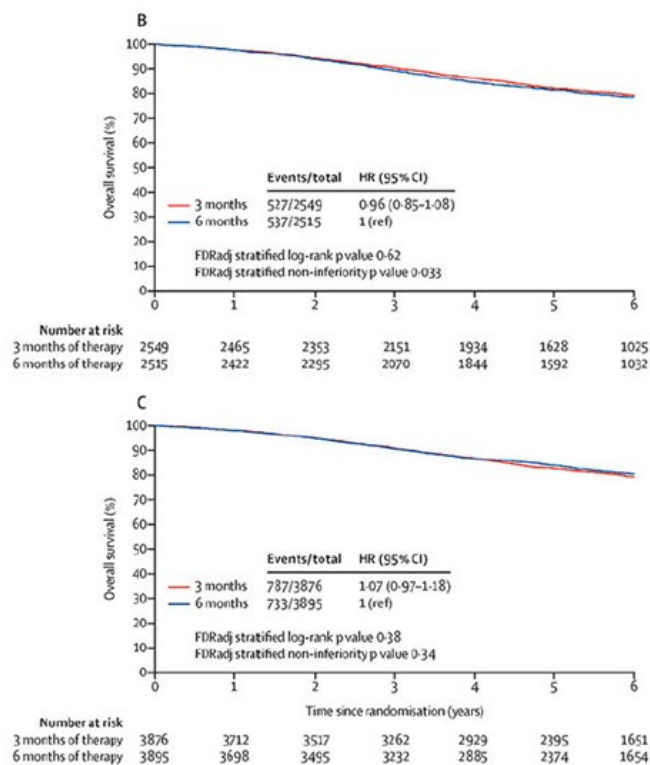 B
100
90
80
70
60
50
40
30
20
10
0
Overall survival (%)
Events/total HR (95% CI)
3 months 527/2549 0·96 (0·85–1·08)
6 months 537/2515 1 (ref)
FDRadj stratified log-rank p value 0·62
FDRadj stratified non-inferiority p value 0·033
0 1 2 3 4 5 6
Number at risk
3 months of therapy 2549 2465 2353 2151 1934 1628 1025
6 months of therapy 2515 2422 2295 2070 1844 1592 1032
C
100
90
80
70
60
50
40
30
20
10
0
Overall survival (%)
Events/total HR (95% CI)
3 months 787/3876 1·07 (0·97–1·18)
6 months 733/3895 1 (ref)
FDRadj stratified log-rank p value 0·38
FDRadj stratified non-inferiority p value 0·34
0 1 2 3 4 5 6
Time since randomisation (years)
Number at risk
3 months of therapy 3876 3712 3517 3262 2929 2395 1651
6 months of therapy 3895 3698 3495 3232 2885 2374 1654